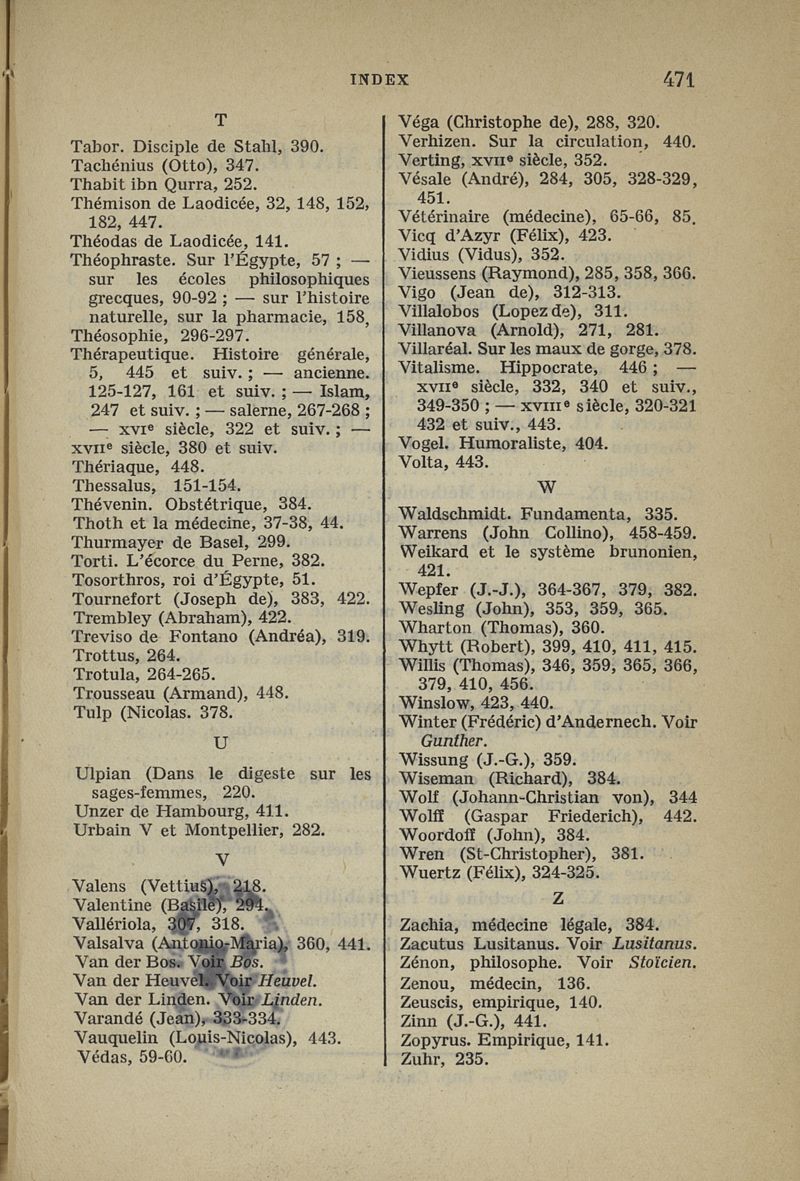 INDEX 471
T
Tabor. Disciple de Stahl, 390.
Tachénius (Otto), 347.
Thabit ibn Qurra, 252.
Thémison de Laodicée, 32, 148, 152,
182, 447.
Théodas de Laodicée, 141.
Théophraste. Sur l'Égypte, 57 ; —
sur les écoles philosophiques
grecques, 90-92 ; — sur l'histoire
naturelle, sur la pharmacie, 158,
Théosophie, 296-297.
Thérapeutique. Histoire générale,
5, 445 et suiv. ; — ancienne.
125-127, 161 et suiv. ; — Islam,
247 et suiv. ; — salerne, 267-268 ;
— XVIe siècle, 322 et suiv. ; —
XVIIe siècle, 380 et suiv.
Thériaque, 448.
Thessalus, 151-154.
Thévenin. Obstétrique, 384.
Thoth et la médecine, 37-38, 44.
Thurmayer de Basel, 299.
Torti. L'écorce du Perne, 382.
Tosorthros, roi d'Égypte, 51.
Tournefort (Joseph de), 383, 422.
Trembley (Abraham), 422.
Treviso de Fontano (Andréa), 319.
Trottus, 264.
Trotula, 264-265.
Trousseau (Armand), 448.
Tulp (Nicolas. 378.
U
Ulpian (Dans le digeste sur les
sages-femmes, 220.
Unzer de Hambourg, 411.
Urbain V et Montpellier, 282.
V
Valens (Vettius), 218.
Valentine (Basile), 294.
Vallériola, 307, 318.
Valsalva (Antonio-Maria), 360, 441.
Van der Bos. Voir Bos.
Van der Heuvel. Voir Heuvel.
Van der Linden. Voir Linden.
Varandé (Jean), 333-334.
Vauquelin (Louis-Nicolas), 443.
Védas, 59-60.
Véga (Christophe de), 288, 320.
Verhizen. Sur la circulation, 440.
Verting, XVIIe siècle, 352.
Vésale (André), 284, 305, 328-329,
451.
Vétérinaire (médecine), 65-66, 85.
Vicq d'Azyr (Félix), 423.
Vidius (Vidus), 352.
Vieussens (Raymond), 285, 358, 366.
Vigo (Jean de), 312-313.
Villalobos (Lopez de), 311.
Villanova (Arnold), 271, 281.
Villaréal. Sur les maux de gorge, 378.
Vitalisme. Hippocrate, 446 ; —
XVIIe siècle, 332, 340 et suiv.,
349-350 ; — XVIIIe siècle, 320-321
432 et suiv., 443.
Vogel. Humoraliste, 404.
Volta, 443.
W
Waldschmidt. Fundamenta, 335.
Warrens (John Collino), 458-459.
Weikard et le système brunonien,
421.
Wepfer (J.-J.), 364-367, 379, 382.
Wesling (John), 353, 359, 365.
Wharton (Thomas), 360.
Whytt (Robert), 399, 410, 411, 415.
Willis (Thomas), 346, 359, 365, 366,
379, 410, 456.
Winslow, 423, 440.
Winter (Frédéric) d'Andernech. Voir
Gunther.
Wissung (J.-G.), 359.
Wiseman (Richard), 384.
Wolf (Johann-Christian von), 344
Wolff (Gaspar Friederich), 442.
Woordoff (John), 384.
Wren (St-Christopher), 381.
Wuertz (Félix), 324-325.
Z
Zachia, médecine légale, 384.
Zacutus Lusitanus. Voir Lusitanus.
Zénon, philosophe. Voir Stoïcien.
Zenou, médecin, 136.
Zeuscis, empirique, 140.
Zinn (J.-G.), 441.
Zopyrus. Empirique, 141.
Zuhr, 235.